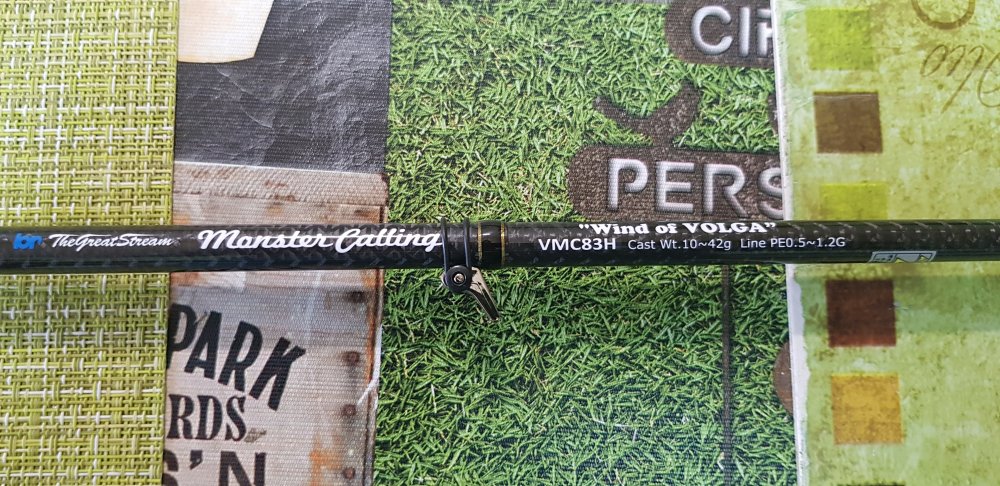 CIR
PERS
TheGreatStream Monster Calling
"Wind of VOLGA"
VMC83H Cast Wt.10~42g Line PE0.5~1.2G
PARK
RDS
S'N